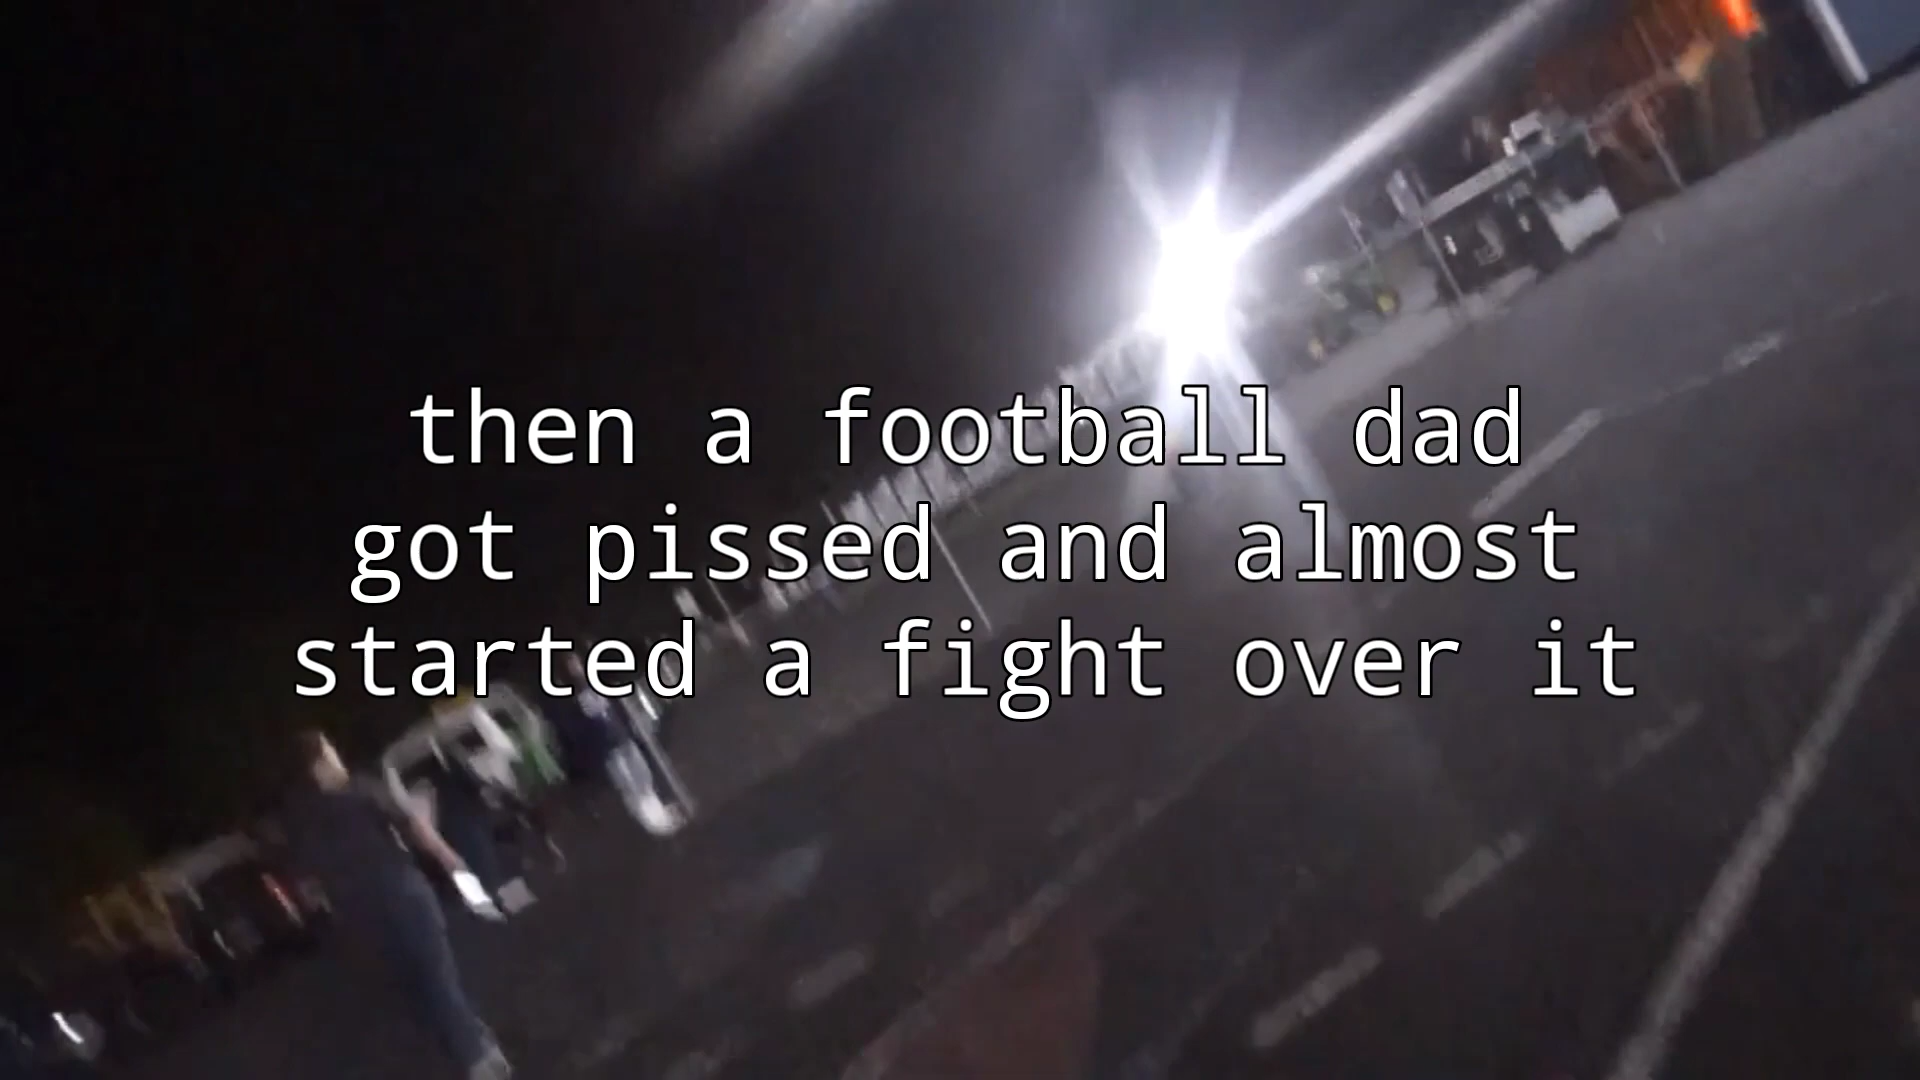 then a football dad
got pissed and almost
started a fight over it